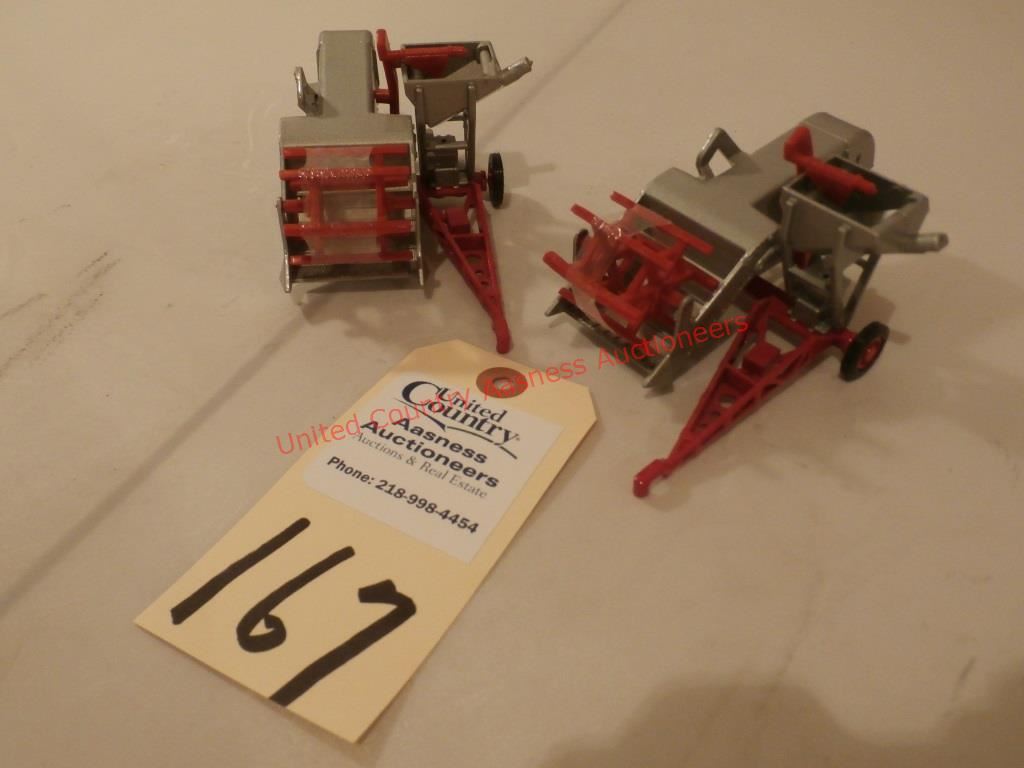 United Country Aasness Auctioneers
United
Country
Aasness
Auctioneers
Auctions & Real Estate
Phone: 218-998-4454
167